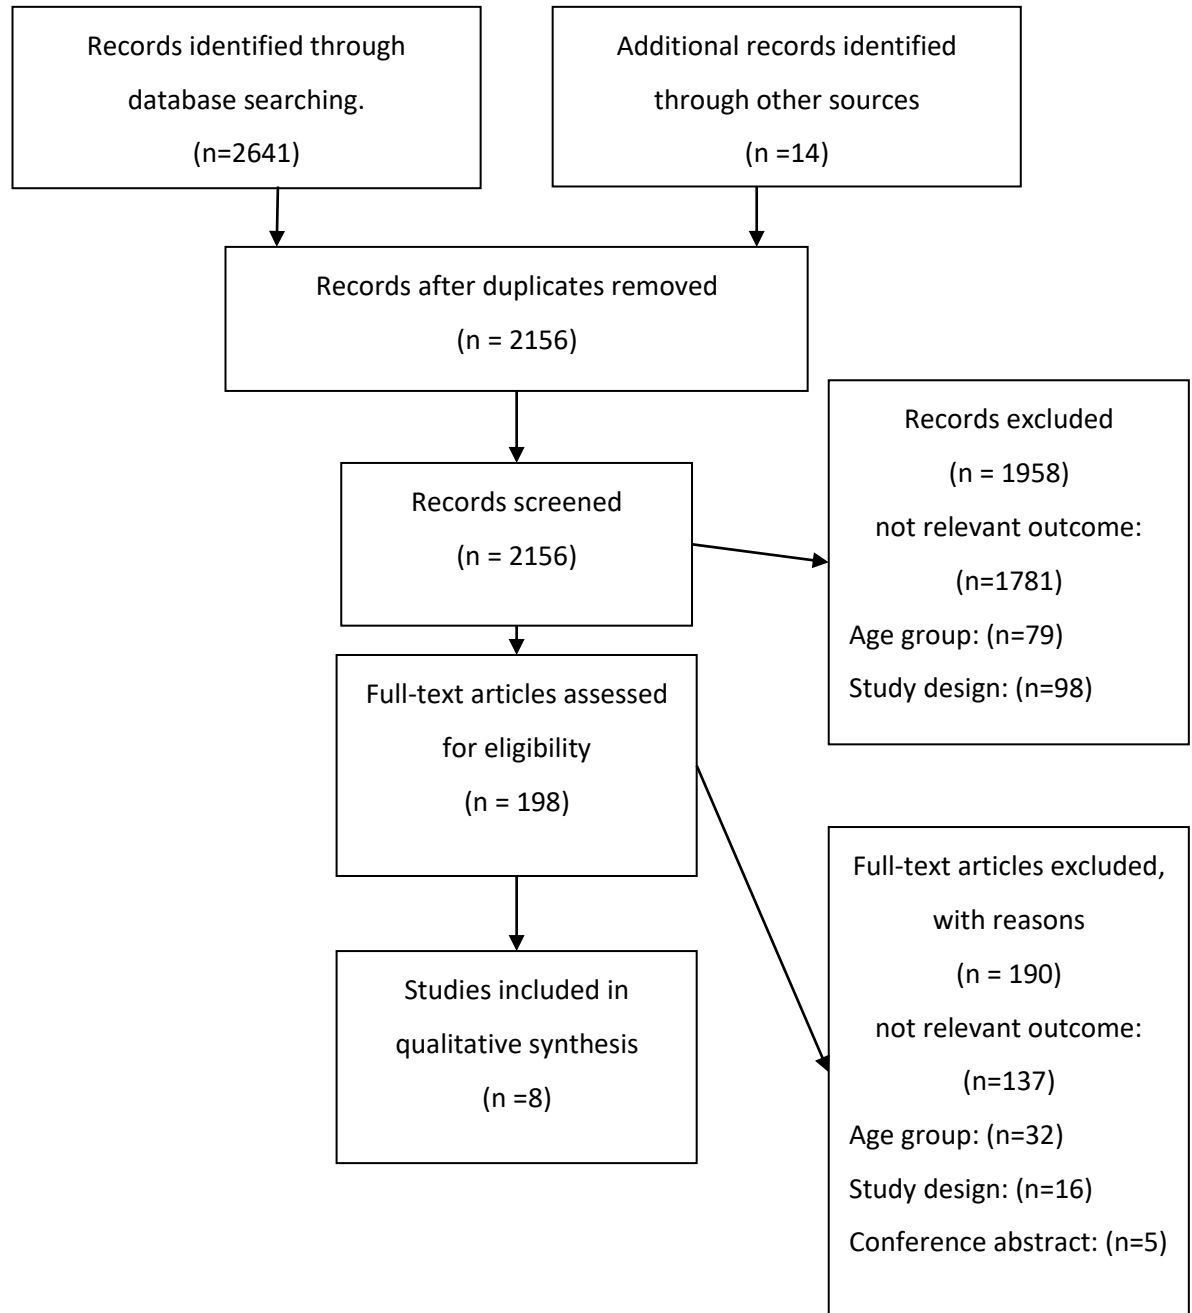 Records identified through
database searching.
(n=2641)
Additional records identified
through other sources
(n =14)
Records after duplicates removed
(n = 2156)
Records screened
(n = 2156)
Records excluded
(n = 1958)
not relevant outcome:
(n=1781)
Age group: (n=79)
Study design: (n=98)
Full-text articles assessed
for eligibility
(n = 198)
Full-text articles excluded,
with reasons
(n = 190)
not relevant outcome:
(n=137)
Age group: (n=32)
Study design: (n=16)
Conference abstract: (n=5)
Studies included in
qualitative synthesis
(n =8)